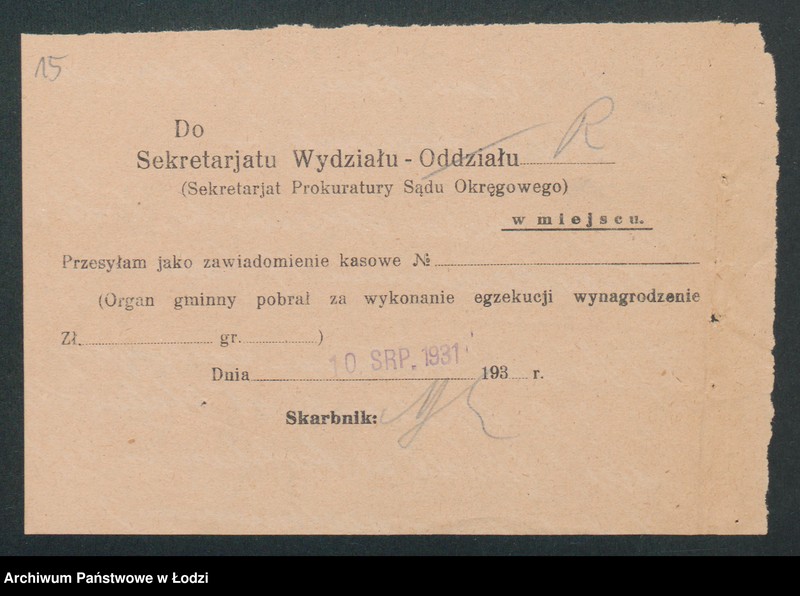 15
Do
R
Sekretarjatu Wydziału - Oddziału
(Sekretarjat Prokuratury Sądu Okręgowego)
w miejscu.
Przesyłam jako zawiadomienie kasowe №
(Organ gminny pobrał za wykonanie egzekucji wynagrodzenie
Zł. gr. )
10 SRP. 1931
Dnia 193 r.
Skarbnik:
Archiwum Państwowe w Łodzi